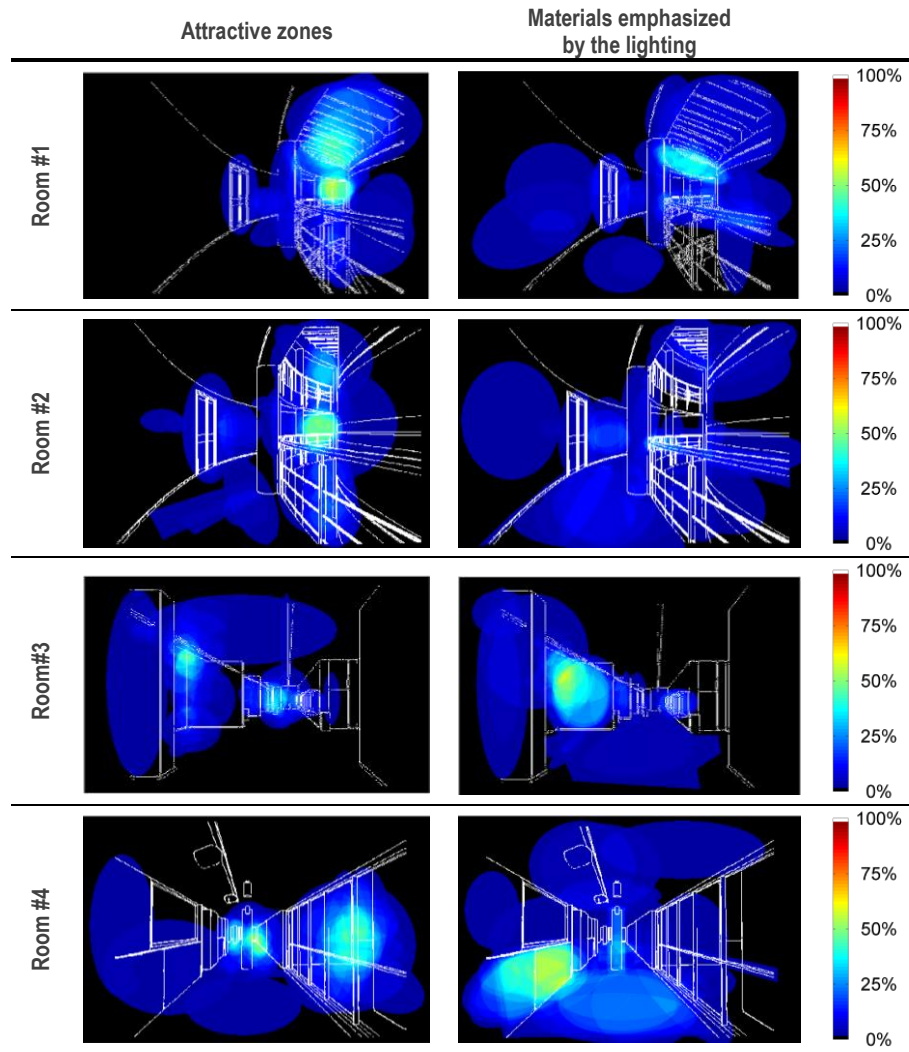 Attractive zones
Materials emphasized
by the lighting
Room #1
100%
75%
50%
25%
0%
Room #2
100%
75%
50%
25%
0%
Room#3
100%
75%
50%
25%
0%
Room #4
100%
75%
50%
25%
0%